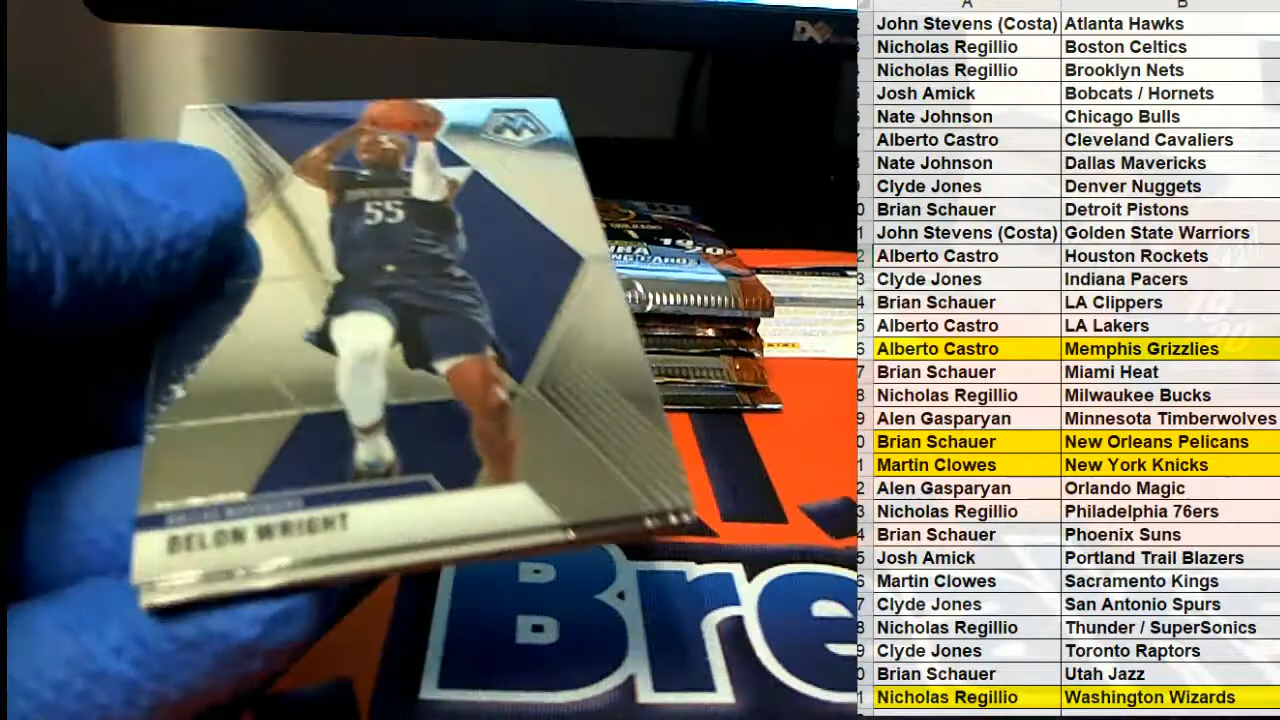 A B
John Stevens (Costa) Atlanta Hawks
Nicholas Regillio Boston Celtics
Nicholas Regillio Brooklyn Nets
Josh Amick Bobcats / Hornets
Nate Johnson Chicago Bulls
Alberto Castro Cleveland Cavaliers
Nate Johnson Dallas Mavericks
Clyde Jones Denver Nuggets
Brian Schauer Detroit Pistons
John Stevens (Costa) Golden State Warriors
Alberto Castro Houston Rockets
Clyde Jones Indiana Pacers
Brian Schauer LA Clippers
Alberto Castro LA Lakers
Alberto Castro Memphis Grizzlies
Brian Schauer Miami Heat
Nicholas Regillio Milwaukee Bucks
Alen Gasparyan Minnesota Timberwolves
Brian Schauer New Orleans Pelicans
Martin Clowes New York Knicks
Alen Gasparyan Orlando Magic
Nicholas Regillio Philadelphia 76ers
Brian Schauer Phoenix Suns
Josh Amick Portland Trail Blazers
Martin Clowes Sacramento Kings
Clyde Jones San Antonio Spurs
Nicholas Regillio Thunder / SuperSonics
Clyde Jones Toronto Raptors
Brian Schauer Utah Jazz
Nicholas Regillio Washington Wizards
55
DELON WRIGHT
Bre